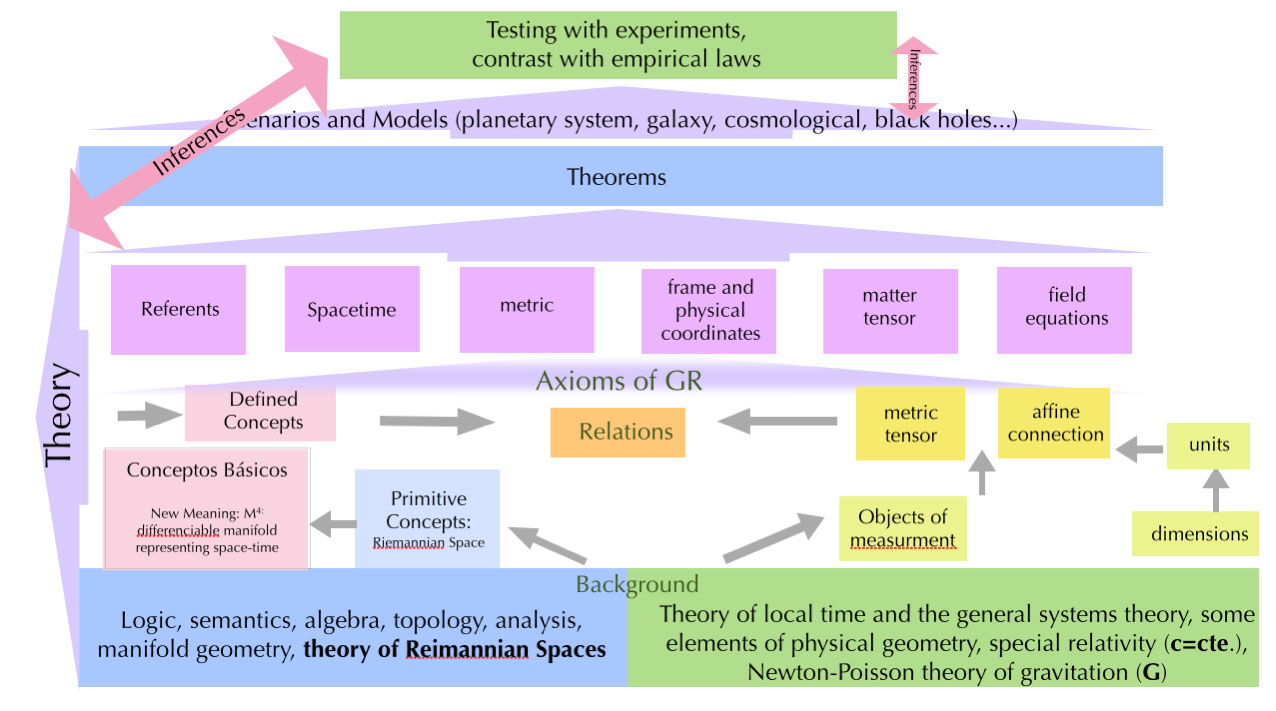 Testing with experiments,
contrast with empirical laws
Inferences
Inferences
enarios and Models (planetary system, galaxy, cosmological, black holes...)
Theorems
Referents
Spacetime
metric
frame and
physical
coordinates
matter
tensor
field
equations
Theory
Axioms of GR
Defined
Concepts
Relations
metric
tensor
affine
connection
units
Conceptos Básicos
New Meaning: M4:
differenciable manifold
representing space-time
Primitive
Concepts:
Riemannian Space
Objects of
measurment
dimensions
Background
Logic, semantics, algebra, topology, analysis,
manifold geometry, theory of Reimannian Spaces
Theory of local time and the general systems theory, some
elements of physical geometry, special relativity (c=cte.),
Newton-Poisson theory of gravitation (G)